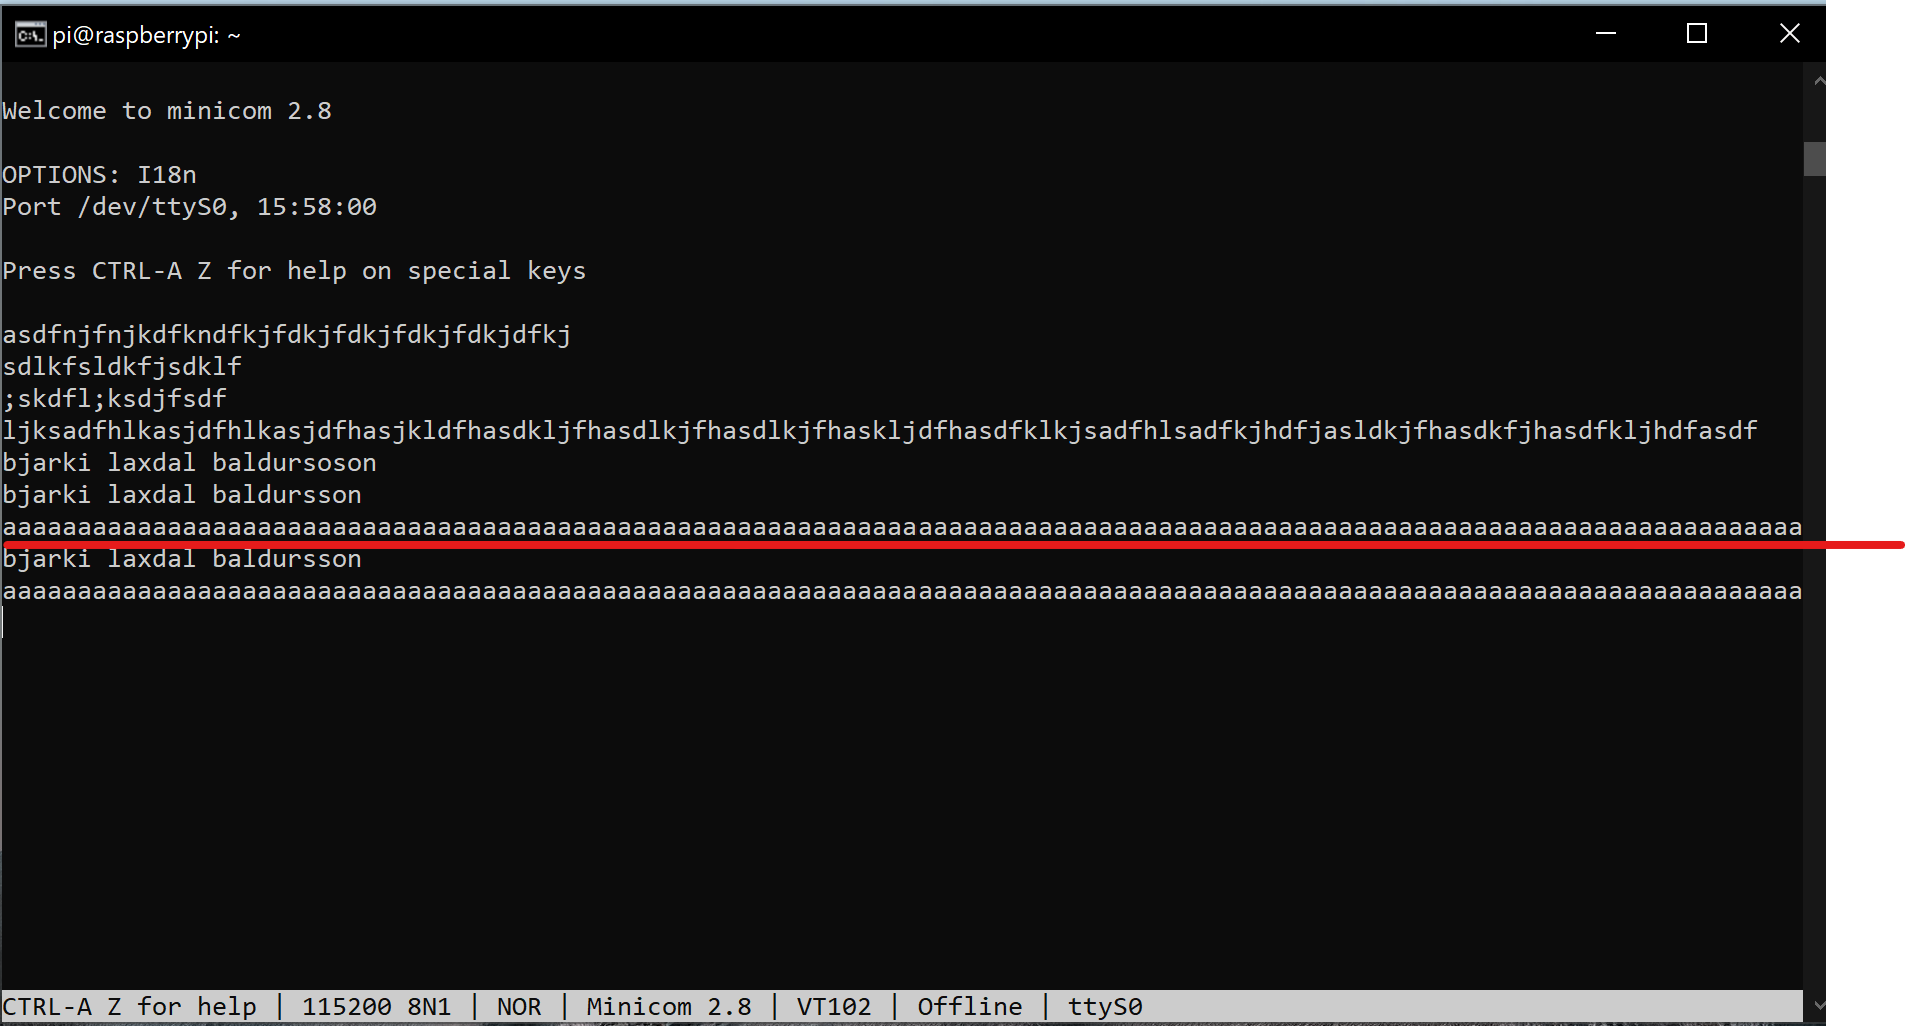 pi@raspberrypi: ~
Welcome to minicom 2.8
OPTIONS: I18n
Port /dev/ttyS0, 15:58:00
Press CTRL-A Z for help on special keys
asdfnjfnjkdfkndfkjfdkjfdkjfdkjfdkjdfkj
sdlkfsldkfjsdklf
;skdfl;ksdjfsdf
ljksadfhlkasjdfhlkasjdfhasjkldfhasdkljfhasdlkjfhasdlkjfhaskljdfhasdfklkjsadfhlsadfkjhdfjasldkjfhasdkfjhasdfkljhdfasdf
bjarki laxdal baldursoson
bjarki laxdal baldursson
aaaaaaaaaaaaaaaaaaaaaaaaaaaaaaaaaaaaaaaaaaaaaaaaaaaaaaaaaaaaaaaaaaaaaaaaaaaaaaaaaaaaaaaaaaaaaaaaaaaaaaaaaaaaaaaaaaaaaaaa
bjarki laxdal baldursson
aaaaaaaaaaaaaaaaaaaaaaaaaaaaaaaaaaaaaaaaaaaaaaaaaaaaaaaaaaaaaaaaaaaaaaaaaaaaaaaaaaaaaaaaaaaaaaaaaaaaaaaaaaaaaaaaaaaaaaaa
CTRL-A Z for help | 115200 8N1 | NOR | Minicom 2.8 | VT102 | Offline | ttyS0